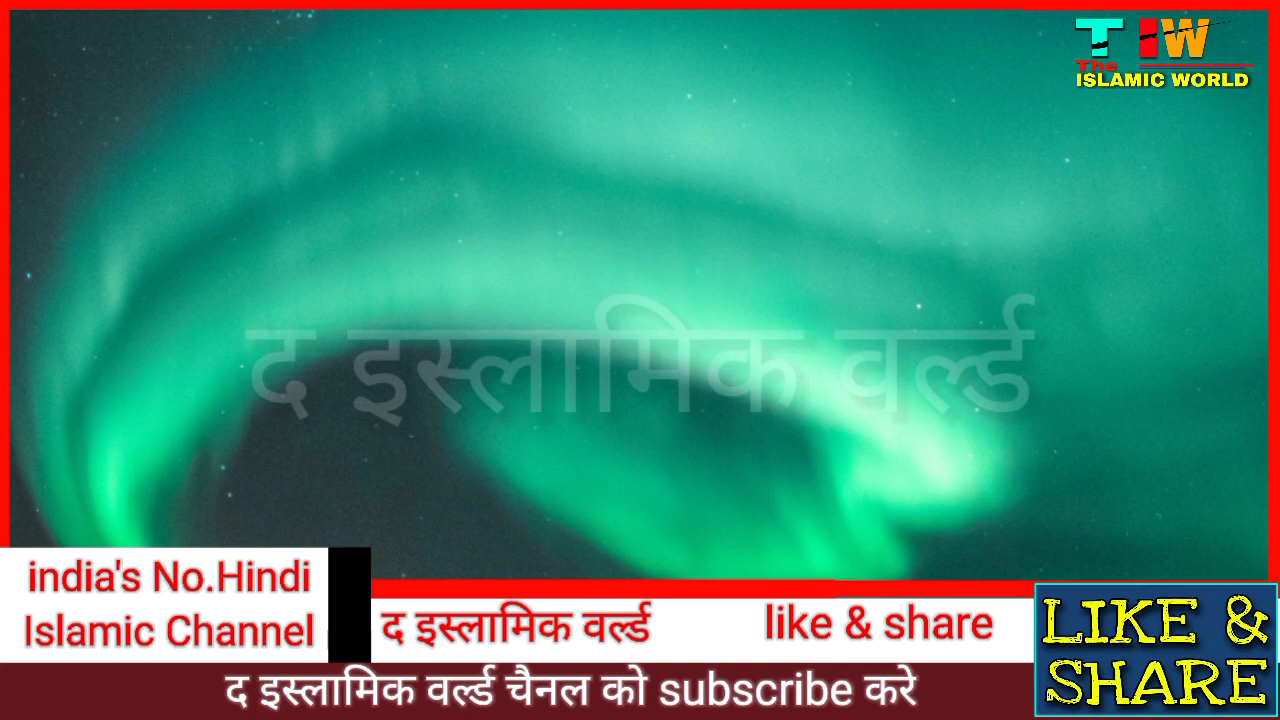 T IW
The
ISLAMIC WORLD
द इस्लामिक वर्ल्ड
india's No.Hindi
Islamic Channel
द इस्लामिक वर्ल्ड
like & share
LIKE &
SHARE
द इस्लामिक वर्ल्ड चैनल को subscribe करे